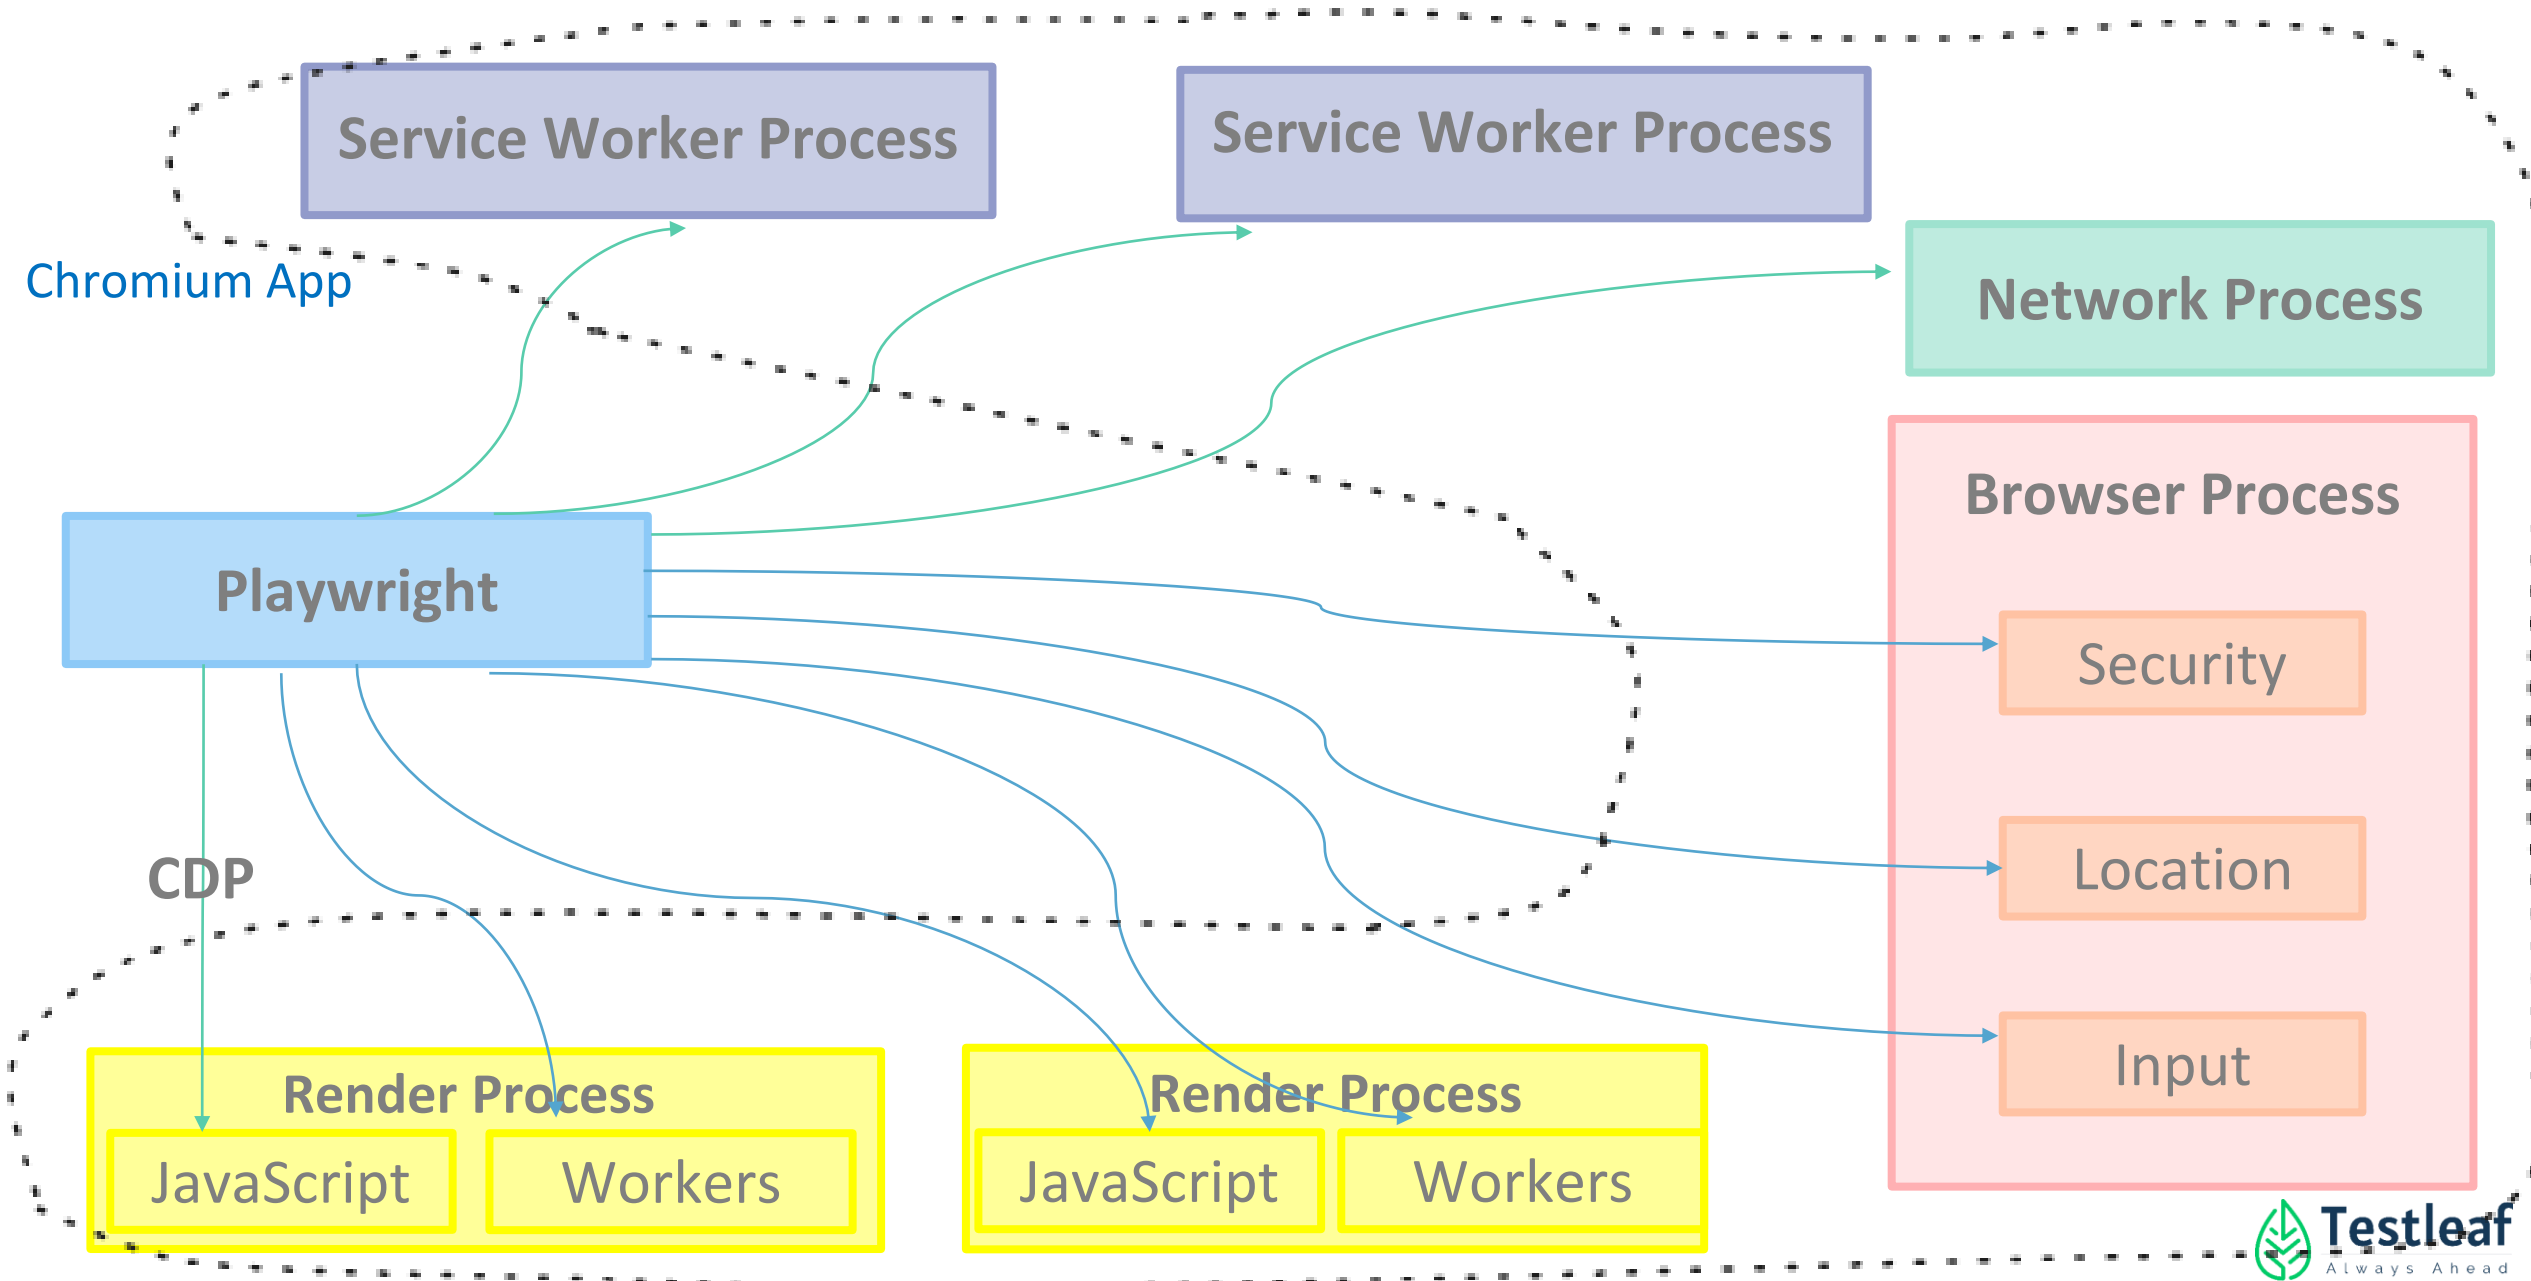 Service Worker Process
Service Worker Process
Chromium App
Network Process
Browser Process
Playwright
Security
CDP
Location
Input
Render Process
Render Process
JavaScript
Workers
JavaScript
Workers
Testleaf
Always Ahead